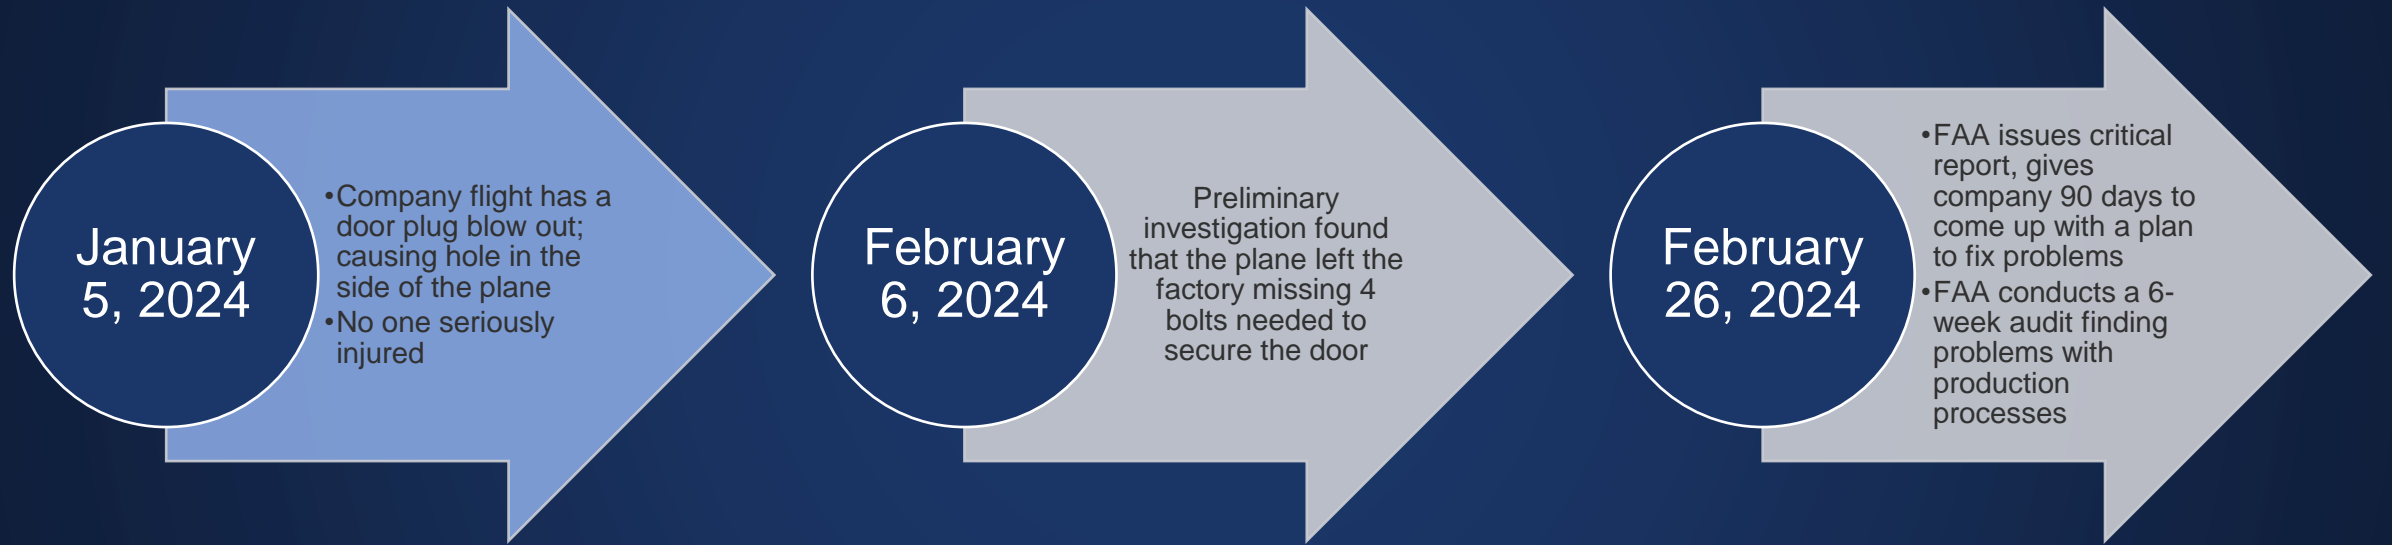 January
5, 2024
•Company flight has a
door plug blow out;
causing hole in the
side of the plane
•No one seriously
injured
February
6, 2024
Preliminary
investigation found
that the plane left the
factory missing 4
bolts needed to
secure the door
February
26, 2024
•FAA issues critical
report, gives
company 90 days to
come up with a plan
to fix problems
•FAA conducts a 6-
week audit finding
problems with
production
processes